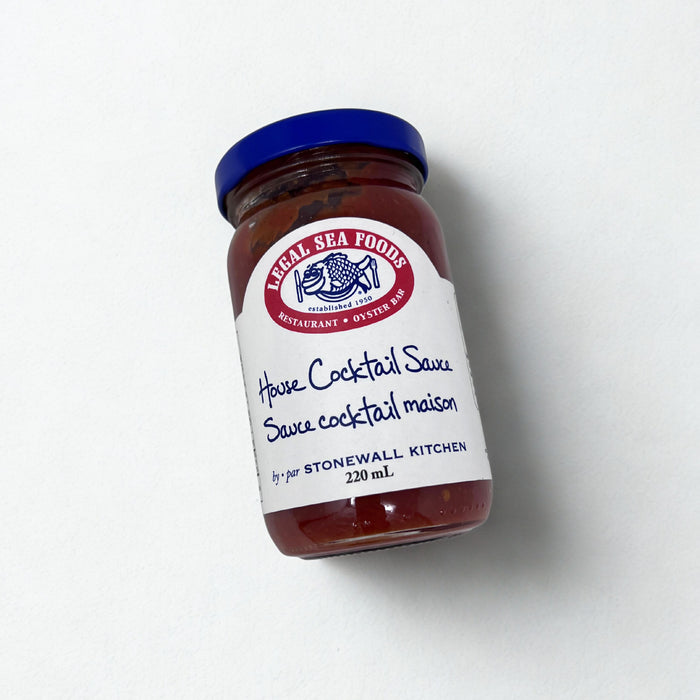 LEGAL SEA FOODS
established 1950
RESTAURANT • OYSTER BAR
House Cocktail Sauce
Sauce cocktail maison
by • par STONEWALL KITCHEN
220 mL